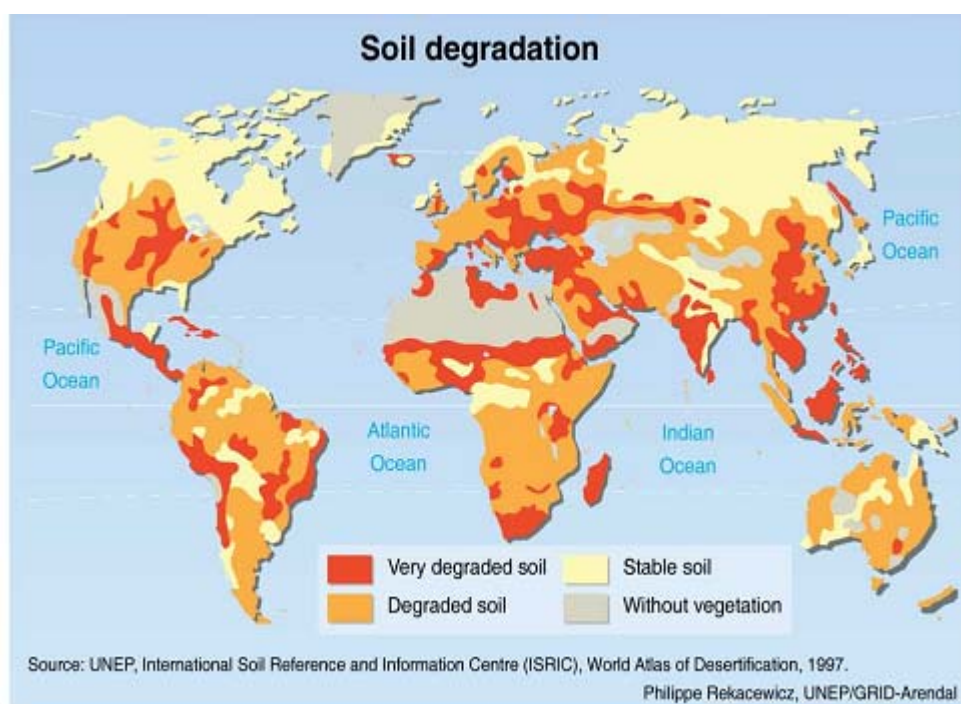 Soil degradation
Pacific
Ocean
Pacific
Ocean
Atlantic
Ocean
Indian
Ocean
Very degraded soil
Stable soil
Degraded soil
Without vegetation
Source: UNEP, International Soil Reference and Information Centre (ISRIC), World Atlas of Desertification, 1997.
Philippe Rekacewicz, UNEP/GRID-Arendal